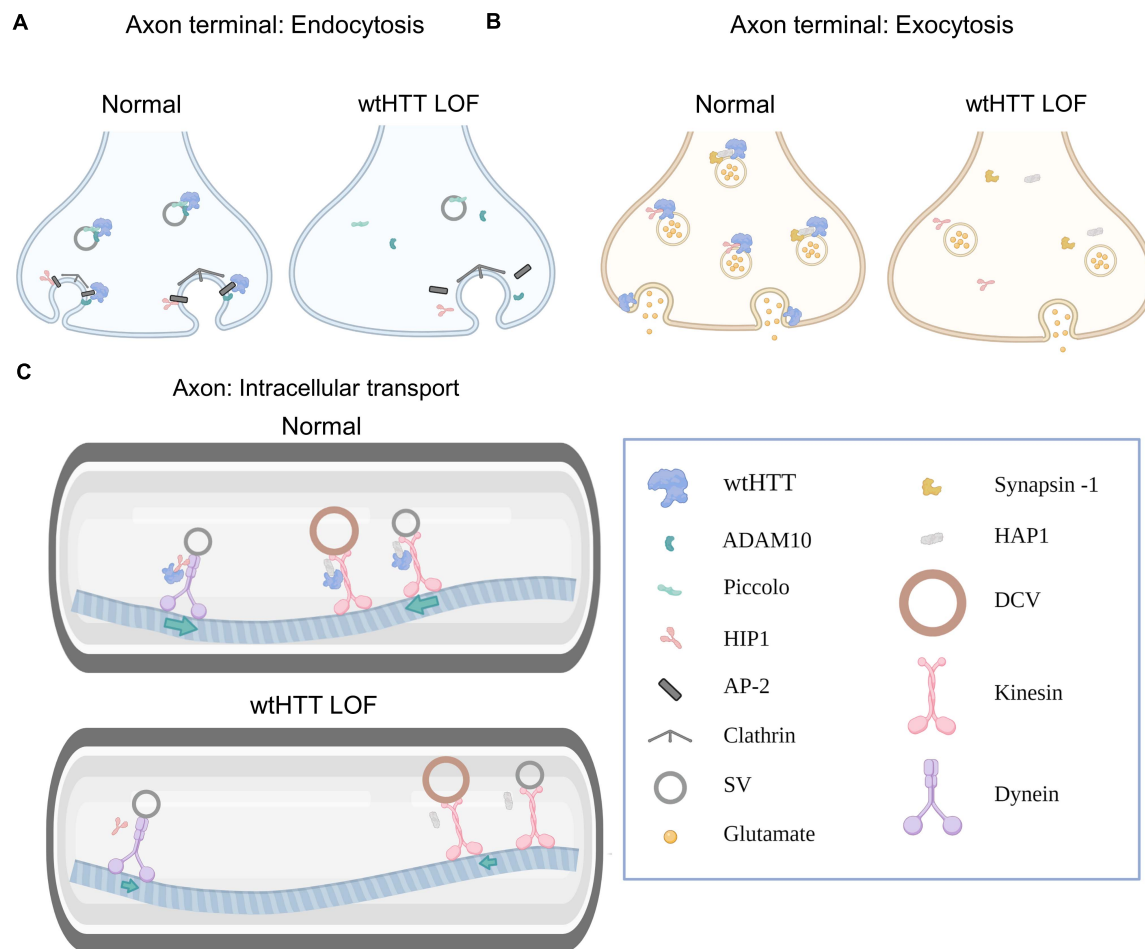 A
Axon terminal: Endocytosis
B
Axon terminal: Exocytosis
Normal
wtHTT LOF
Normal
wtHTT LOF
C
Axon: Intracellular transport
Normal
wtHTT LOF
wtHTT
ADAM10
Piccolo
HIP1
AP-2
Clathrin
SV
Glutamate
Synapsin -1
HAP1
DCV
Kinesin
Dynein